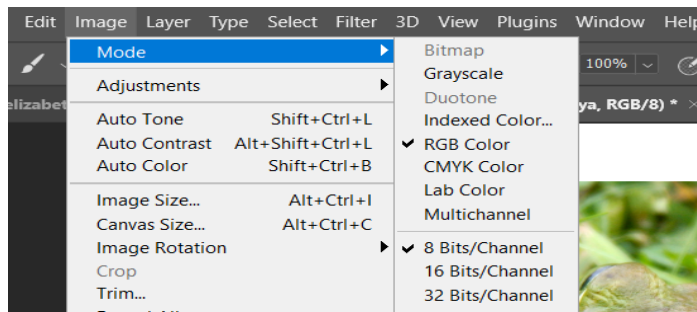 Edit Image Layer Type Select Filter 3D View Plugins Window Help
100%
elizabet
ya, RGB/8) * ×
Mode
Adjustments
Auto Tone Shift+Ctrl+L
Auto Contrast Alt+Shift+Ctrl+L
Auto Color Shift+Ctrl+B
Image Size... Alt+Ctrl+I
Canvas Size... Alt+Ctrl+C
Image Rotation
Crop
Trim...
Bitmap
Grayscale
Duotone
Indexed Color...
RGB Color
CMYK Color
Lab Color
Multichannel
8 Bits/Channel
16 Bits/Channel
32 Bits/Channel